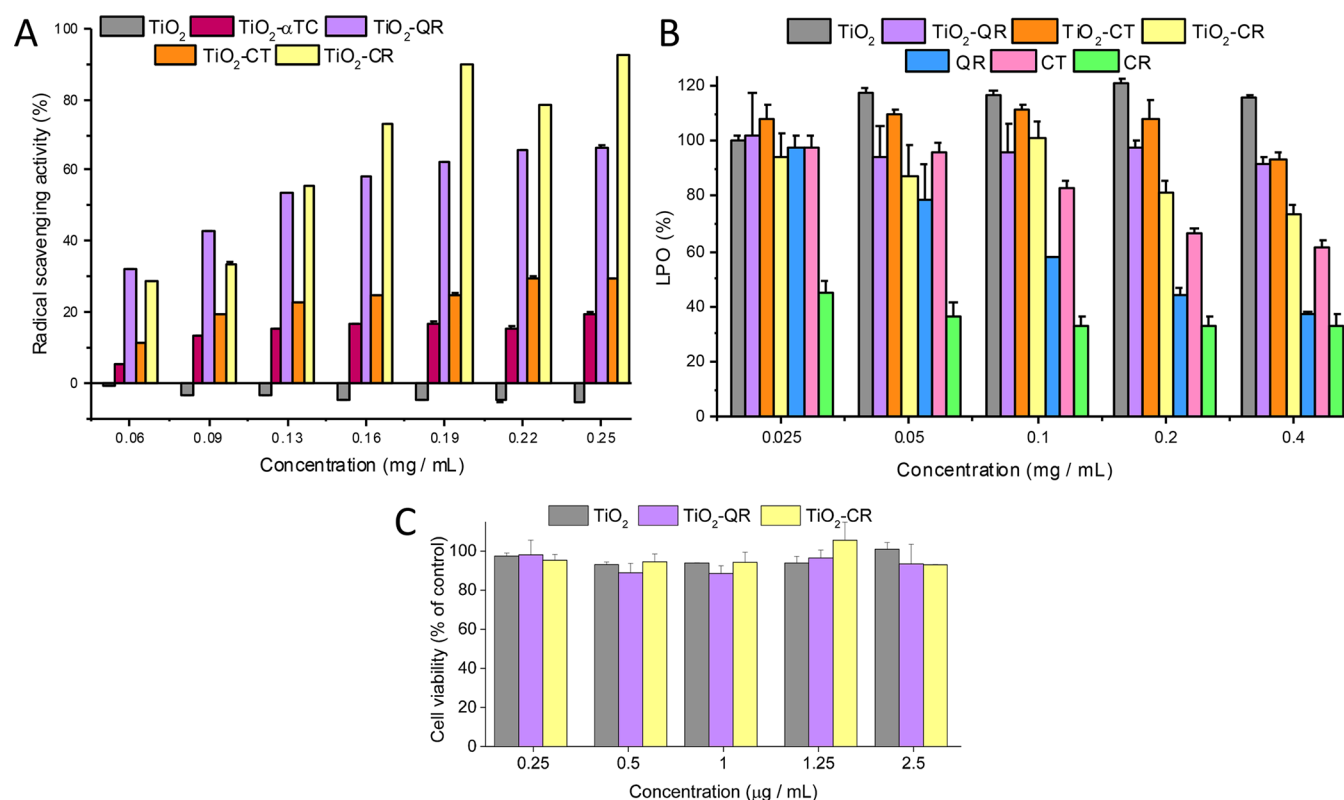 A
TiO₂ TiO₂-αTC TiO₂-QR
TiO₂-CT TiO₂-CR
Radical scavenging activity (%)
100
80
60
40
20
0
0.06 0.09 0.13 0.16 0.19 0.22 0.25
Concentration (mg / mL)
B
TiO₂ TiO₂-QR TiO₂-CT TiO₂-CR
QR CT CR
LPO (%)
120
100
80
60
40
20
0
0.025 0.05 0.1 0.2 0.4
Concentration (mg / mL)
C
TiO₂ TiO₂-QR TiO₂-CR
Cell viability (% of control)
100
80
60
40
20
0
0.25 0.5 1 1.25 2.5
Concentration (μg / mL)